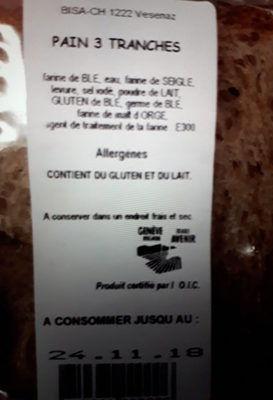 BISA-CH 1222 Vesenaz
PAIN 3 TRANCHES
farine de BLE, eau, farine de SEIGLE,
levure, sel iodé, poudre de LAIT,
GLUTEN de BLE, germe de BLE,
farine de malt d ORGE,
agent de traitement de la farine : E300
Allergènes
CONTIENT DU GLUTEN ET DU LAIT.
A conserver dans un endroit frais et sec.
GENÈVE
AVENIR
Produit certifié par l O.I.C.
A CONSOMMER JUSQU AU :
24.11.18